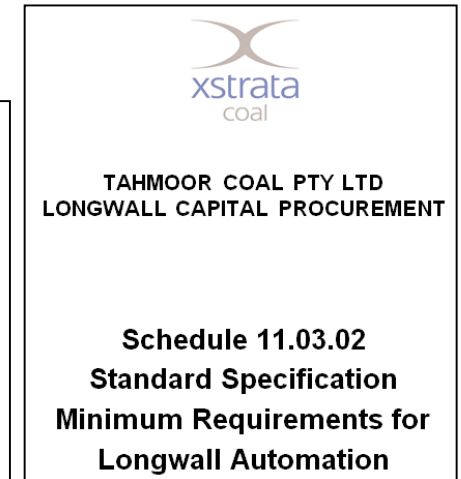 xstrata
coal
TAHMOOR COAL PTY LTD
LONGWALL CAPITAL PROCUREMENT
Schedule 11.03.02
Standard Specification
Minimum Requirements for
Longwall Automation